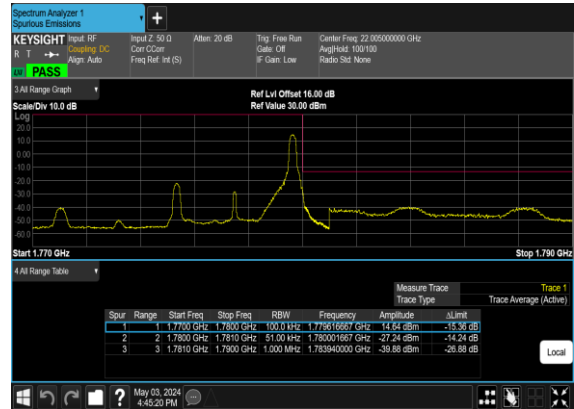 Spectrum Analyzer 1
Spurious Emissions
+
KEYSIGHT
R T
PASS
Input: RF
Coupling: DC
Align: Auto
Input Z: 50 Ω
Corr CCorr
Freq Ref: Int (S)
Atten: 20 dB
Trig: Free Run
Gate: Off
IF Gain: Low
Center Freq: 22.005000000 GHz
Avg|Hold: 100/100
Radio Std: None
3 All Range Graph
Ref Lvl Offset 16.00 dB
Scale/Div 10.0 dB
Ref Value 30.00 dBm
Log
20.0
10.0
0.00
-10.0
-20.0
-30.0
-40.0
-50.0
-60.0
Start 1.770 GHz
Stop 1.790 GHz
4 All Range Table
Measure Trace Trace 1
Trace Type Trace Average (Active)
Spur Range Start Freq Stop Freq RBW Frequency Amplitude ΔLimit
1 1 1.7700 GHz 1.7800 GHz 100.0 kHz 1.779616667 GHz 14.64 dBm -15.36 dB
2 2 1.7800 GHz 1.7810 GHz 51.00 kHz 1.780001667 GHz -27.24 dBm -14.24 dB
3 3 1.7810 GHz 1.7900 GHz 1.000 MHz 1.783940000 GHz -39.88 dBm -26.88 dB
Local
?
May 03, 2024
4:45:20 PM